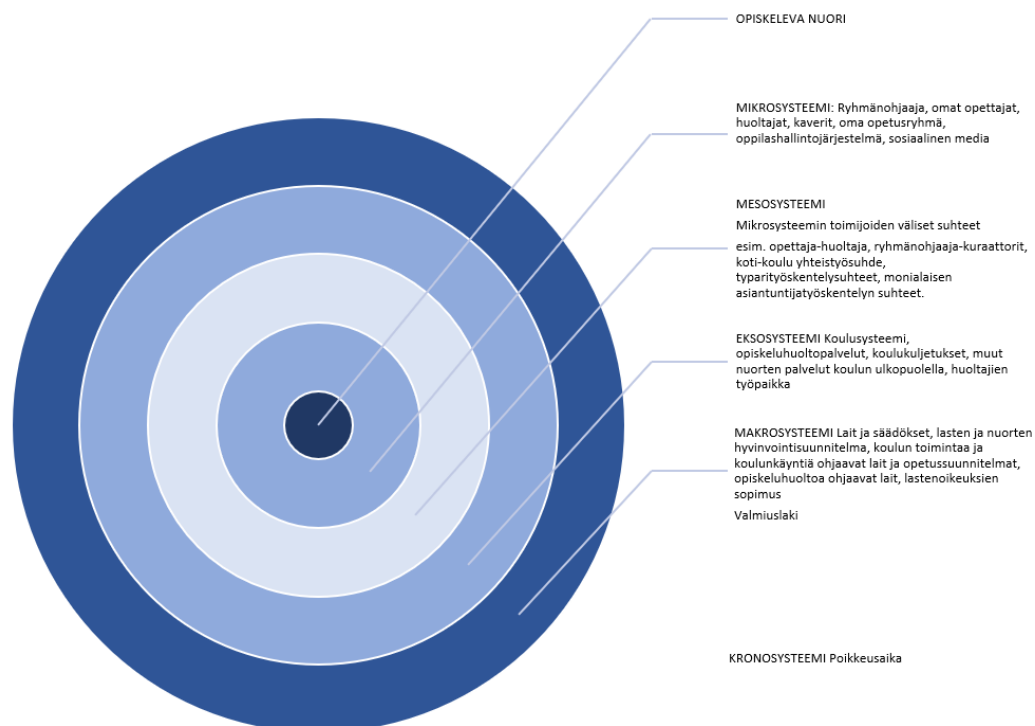 OPISKELEVA NUORI
MIKROSYSTEEMI: Ryhmänohjaaja, omat opettajat,
huoltajat, kaverit, oma opetusryhmä,
oppilashallintojärjestelmä, sosiaalinen media
MESOSYSTEEMI
Mikrosysteemin toimijoiden väliset suhteet
esim. opettaja-huoltaja, ryhmänohjaaja-kuraattorit,
koti-koulu yhteistyösuhde,
typarityöskentelysuhteet, monialaisen
asiantuntijatyöskentelyn suhteet.
EKSOSYSTEEMI Koulusysteemi,
opiskeluhuoltopalvelut, koulukuljetukset, muut
nuorten palvelut koulun ulkopuolella, huoltajien
työpaikka
MAKROSYSTEEMI Lait ja säädökset, lasten ja nuorten
hyvinvointisuunnitelma, koulun toimintaa ja
koulunkäyntiä ohjaavat lait ja opetussuunnitelmat,
opiskeluhuoltoa ohjaavat lait, lastenoikeuksien
sopimus
Valmiuslaki
KRONOSYSTEEMI Poikkeusaika